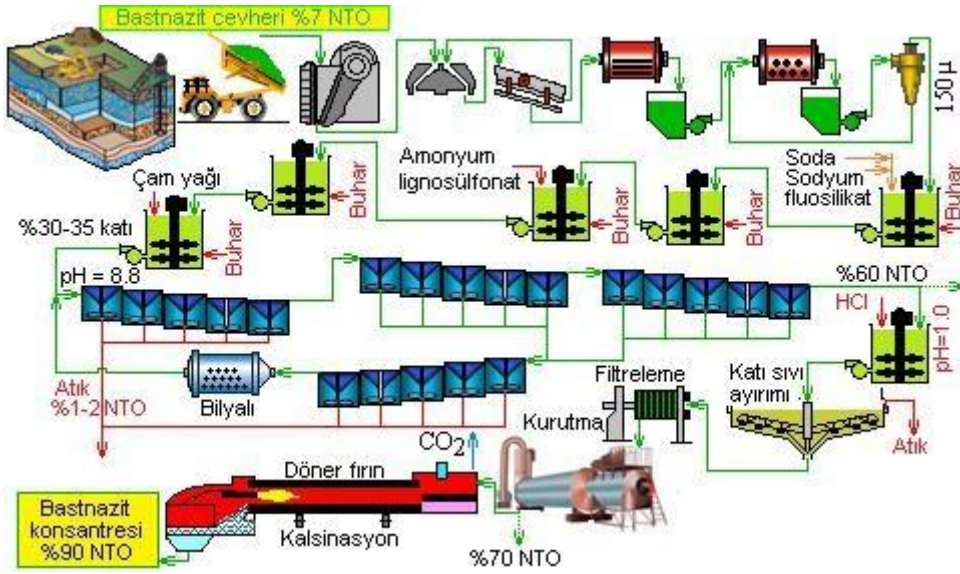 Bastnazit cevheri %7 NTO
150 µ
Çam yağı
Buhar
Buhar
Amonyum
lignosülfonat
Buhar
Buhar
Soda
Sodyum
fluosilikat
Buhar
%30-35 katı
pH = 8.8
%60 NTO
HCl
pH=1.0
Atık
%1-2 NTO
Bilyalı
Filtreleme
Kurutma
Katı sıvı
ayırımı
Atık
CO2
Döner fırın
Kalsinasyon
%70 NTO
Bastnazit
konsantresi
%90 NTO